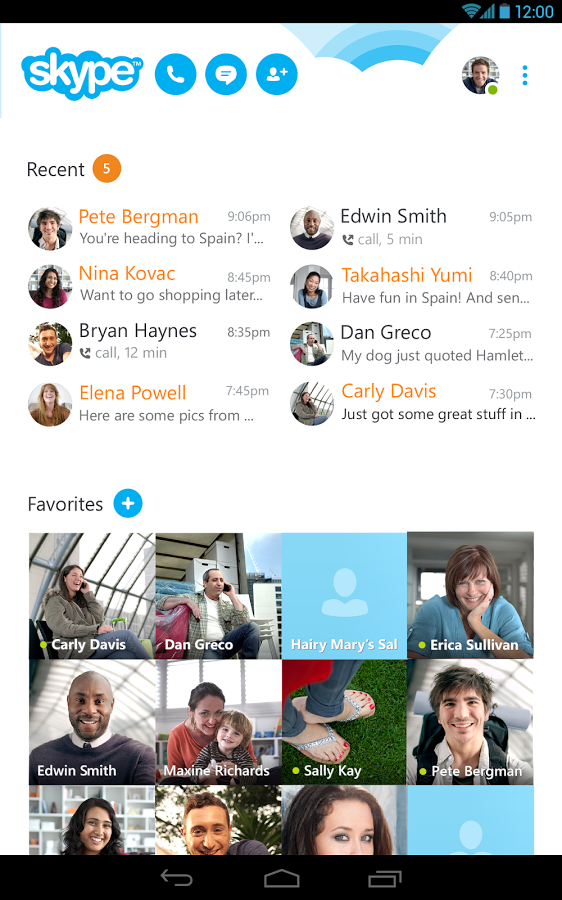 12:00
skype™
Recent 5
Pete Bergman 9:06pm
You're heading to Spain? I'...
Edwin Smith 9:05pm
call, 5 min
Nina Kovac 8:45pm
Want to go shopping later...
Takahashi Yumi 8:40pm
Have fun in Spain! And sen...
Bryan Haynes 8:35pm
call, 12 min
Dan Greco 7:25pm
My dog just quoted Hamlet...
Elena Powell 7:45pm
Here are some pics from ...
Carly Davis 7:30pm
Just got some great stuff in ...
Favorites
Carly Davis
Dan Greco
Hairy Mary's Sal
Erica Sullivan
Edwin Smith
Maxine Richards
Sally Kay
Pete Bergman